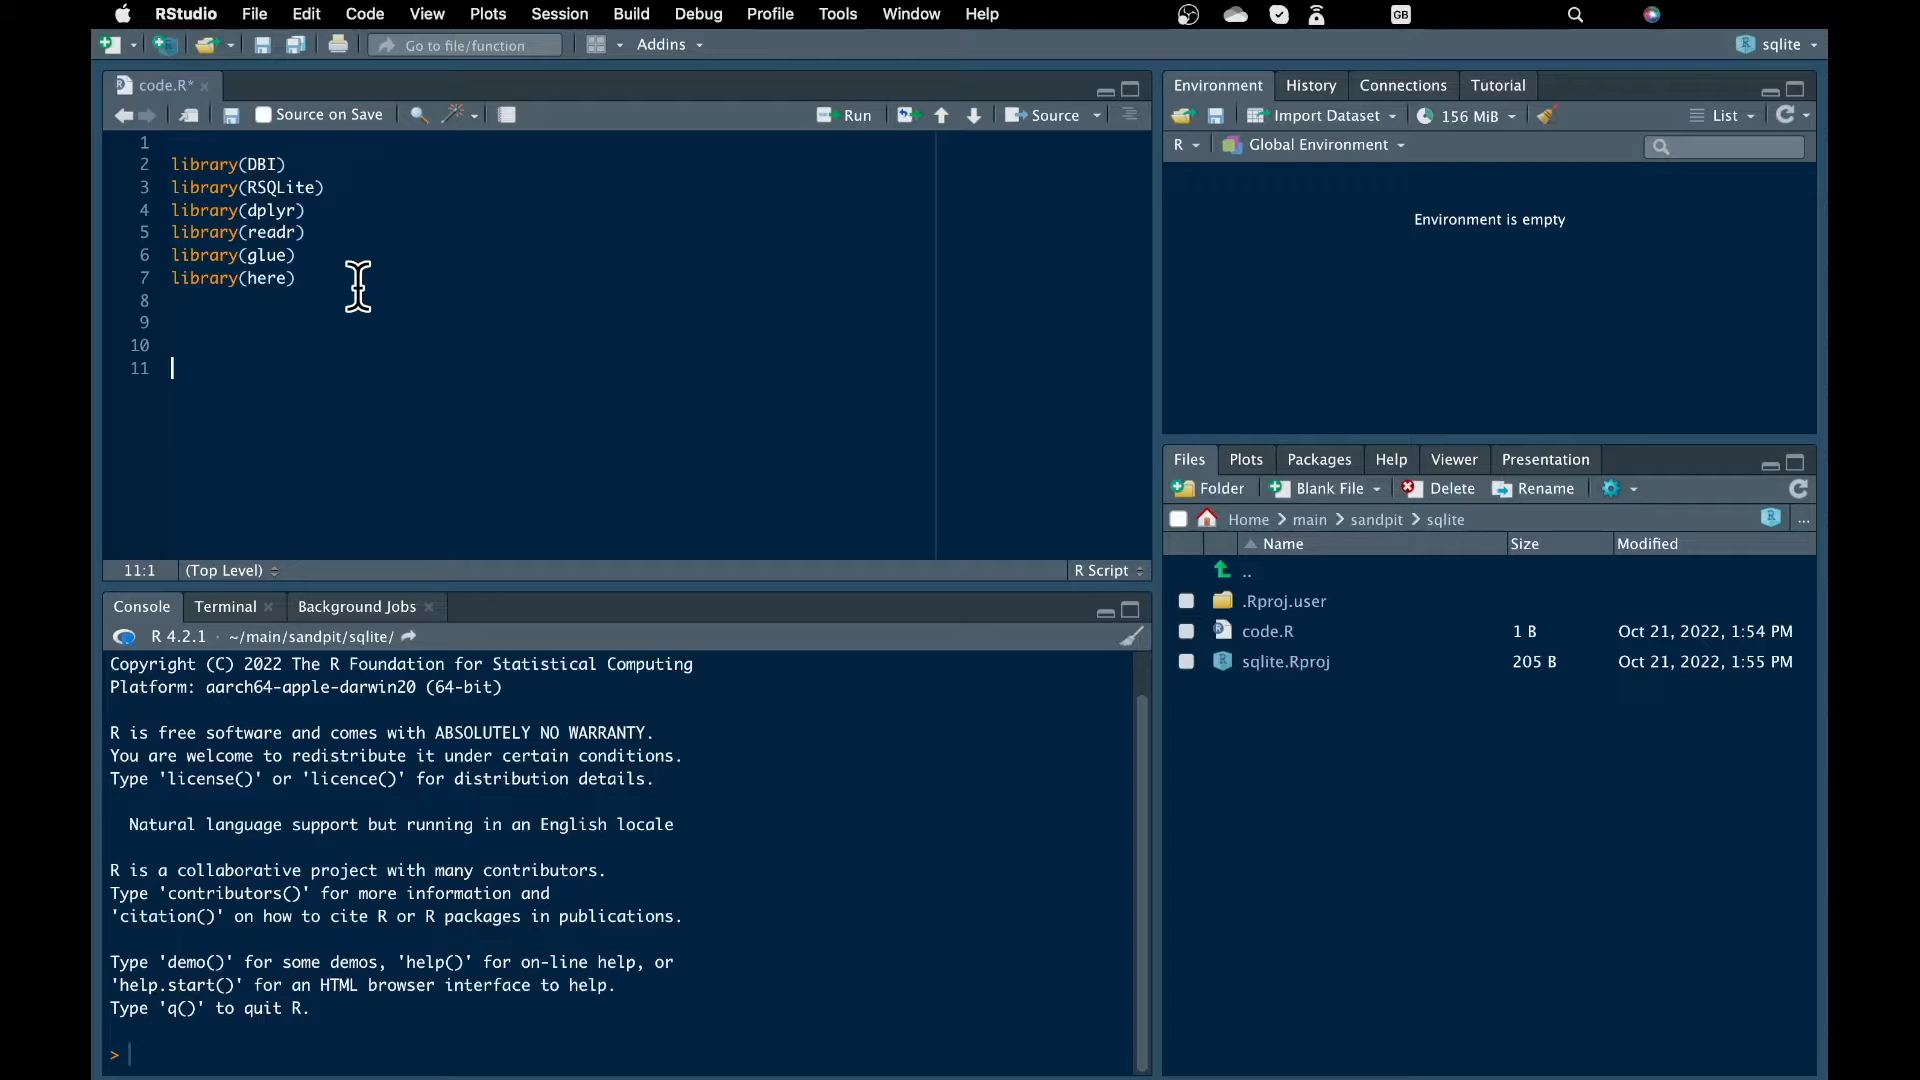 RStudio File Edit Code View Plots Session Build Debug Profile Tools Window Help GB
Go to file/function Addins sqlite
code.R*
Source on Save Run Source
1
2 library(DBI)
3 library(RSQLite)
4 library(dplyr)
5 library(readr)
6 library(glue)
7 library(here)
8
9
10
11
11:1 (Top Level) R Script
Console Terminal Background Jobs
R 4.2.1 · ~/main/sandpit/sqlite/
Copyright (C) 2022 The R Foundation for Statistical Computing
Platform: aarch64-apple-darwin20 (64-bit)
R is free software and comes with ABSOLUTELY NO WARRANTY.
You are welcome to redistribute it under certain conditions.
Type 'license()' or 'licence()' for distribution details.
Natural language support but running in an English locale
R is a collaborative project with many contributors.
Type 'contributors()' for more information and
'citation()' on how to cite R or R packages in publications.
Type 'demo()' for some demos, 'help()' for on-line help, or
'help.start()' for an HTML browser interface to help.
Type 'q()' to quit R.
>
Environment History Connections Tutorial
Import Dataset 156 MiB List
R Global Environment
Environment is empty
Files Plots Packages Help Viewer Presentation
Folder Blank File Delete Rename
Home main sandpit sqlite ...
Name Size Modified
..
.Rproj.user
code.R 1 B Oct 21, 2022, 1:54 PM
sqlite.Rproj 205 B Oct 21, 2022, 1:55 PM